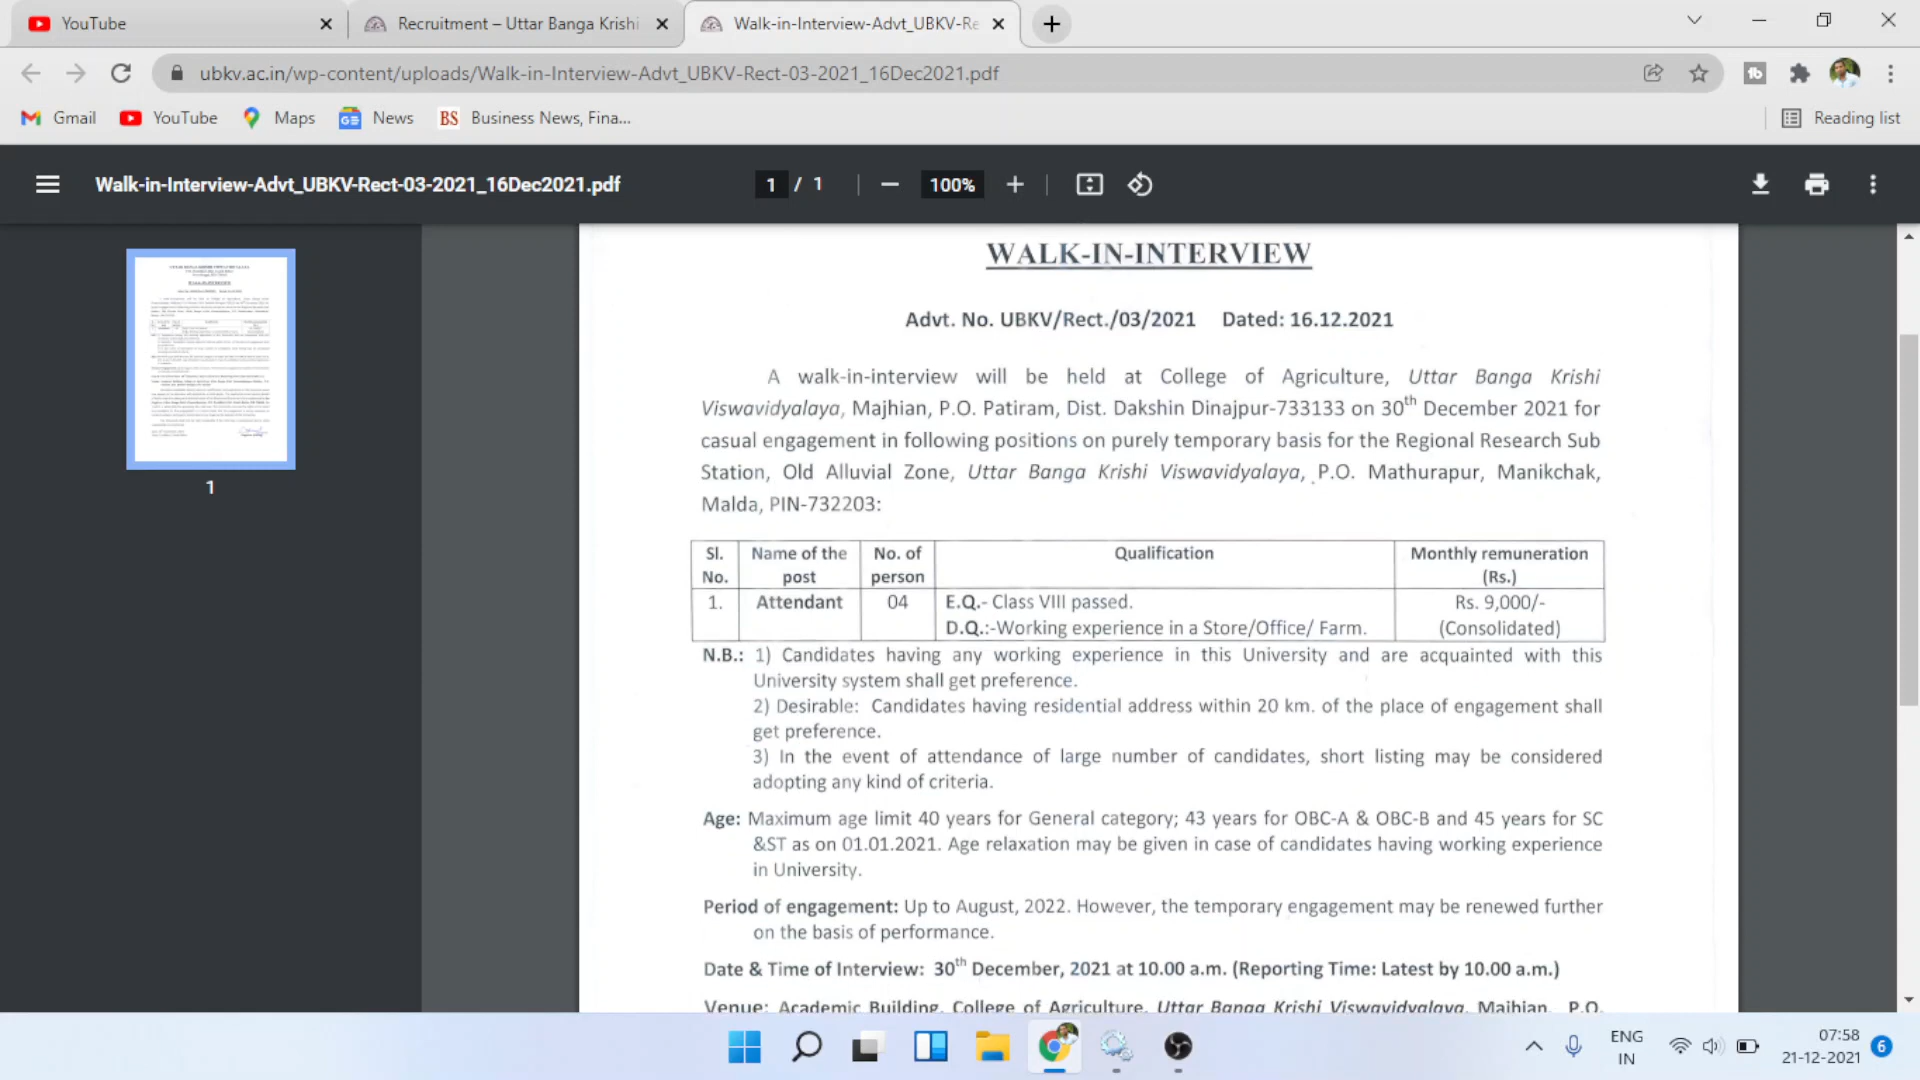 YouTube
Recruitment – Uttar Banga Krishi
Walk-in-Interview-Advt_UBKV-Re
ubkv.ac.in/wp-content/uploads/Walk-in-Interview-Advt_UBKV-Rect-03-2021_16Dec2021.pdf
Gmail
YouTube
Maps
News
BS Business News, Fina...
Reading list
Walk-in-Interview-Advt_UBKV-Rect-03-2021_16Dec2021.pdf
1 / 1
100%
1
WALK-IN-INTERVIEW
Advt. No. UBKV/Rect./03/2021 Dated: 16.12.2021
A walk-in-interview will be held at College of Agriculture, Uttar Banga Krishi
Viswavidyalaya, Majhian, P.O. Patiram, Dist. Dakshin Dinajpur-733133 on 30th December 2021 for
casual engagement in following positions on purely temporary basis for the Regional Research Sub
Station, Old Alluvial Zone, Uttar Banga Krishi Viswavidyalaya, P.O. Mathurapur, Manikchak,
Malda, PIN-732203:
Sl. No.
Name of the post
No. of person
Qualification
Monthly remuneration (Rs.)
1.
Attendant
04
E.Q.- Class VIII passed.
D.Q.:-Working experience in a Store/Office/ Farm.
Rs. 9,000/-
(Consolidated)
N.B.: 1) Candidates having any working experience in this University and are acquainted with this
University system shall get preference.
2) Desirable: Candidates having residential address within 20 km. of the place of engagement shall
get preference.
3) In the event of attendance of large number of candidates, short listing may be considered
adopting any kind of criteria.
Age: Maximum age limit 40 years for General category; 43 years for OBC-A & OBC-B and 45 years for SC
&ST as on 01.01.2021. Age relaxation may be given in case of candidates having working experience
in University.
Period of engagement: Up to August, 2022. However, the temporary engagement may be renewed further
on the basis of performance.
Date & Time of Interview: 30th December, 2021 at 10.00 a.m. (Reporting Time: Latest by 10.00 a.m.)
Venue: Academic Building, College of Agriculture, Uttar Banga Krishi Viswavidyalaya, Majhian, P.O.
ENG
IN
07:58
21-12-2021
6